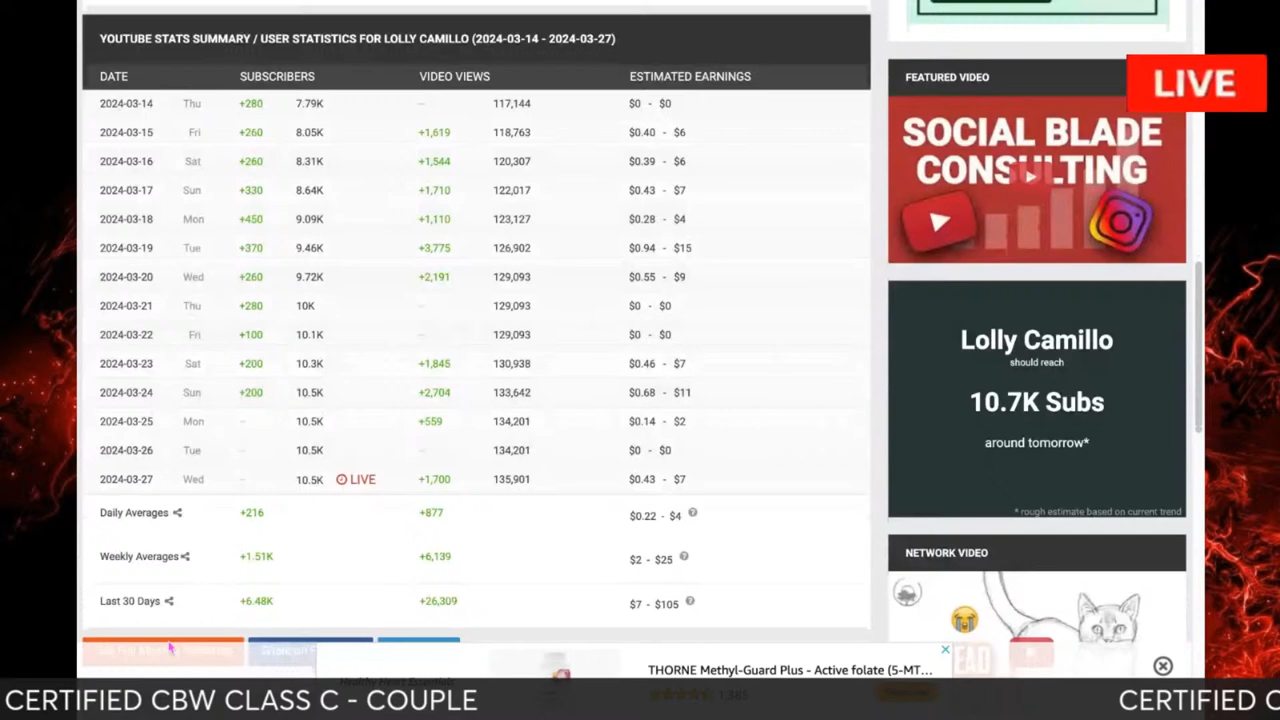 YOUTUBE STATS SUMMARY / USER STATISTICS FOR LOLLY CAMILLO (2024-03-14 - 2024-03-27)
DATE SUBSCRIBERS VIDEO VIEWS ESTIMATED EARNINGS
2024-03-14 Thu +280 7.79K -- 117,144 $0 - $0
2024-03-15 Fri +260 8.05K +1,619 118,763 $0.40 - $6
2024-03-16 Sat +260 8.31K +1,544 120,307 $0.39 - $6
2024-03-17 Sun +330 8.64K +1,710 122,017 $0.43 - $7
2024-03-18 Mon +450 9.09K +1,110 123,127 $0.28 - $4
2024-03-19 Tue +370 9.46K +3,775 126,902 $0.94 - $15
2024-03-20 Wed +260 9.72K +2,191 129,093 $0.55 - $9
2024-03-21 Thu +280 10K -- 129,093 $0 - $0
2024-03-22 Fri +100 10.1K -- 129,093 $0 - $0
2024-03-23 Sat +200 10.3K +1,845 130,938 $0.46 - $7
2024-03-24 Sun +200 10.5K +2,704 133,642 $0.68 - $11
2024-03-25 Mon -- 10.5K +559 134,201 $0.14 - $2
2024-03-26 Tue -- 10.5K -- 134,201 $0 - $0
2024-03-27 Wed -- 10.5K LIVE +1,700 135,901 $0.43 - $7
Daily Averages +216 +877 $0.22 - $4
Weekly Averages +1.51K +6,139 $2 - $25
Last 30 Days +6.48K +26,309 $7 - $105
FEATURED VIDEO
LIVE
SOCIAL BLADE
CONSULTING
Lolly Camillo
should reach
10.7K Subs
around tomorrow*
* rough estimate based on current trend
NETWORK VIDEO
THORNE Methyl-Guard Plus - Active folate (5-MT...
1,385
CERTIFIED CBW CLASS C - COUPLE
CERTIFIED C